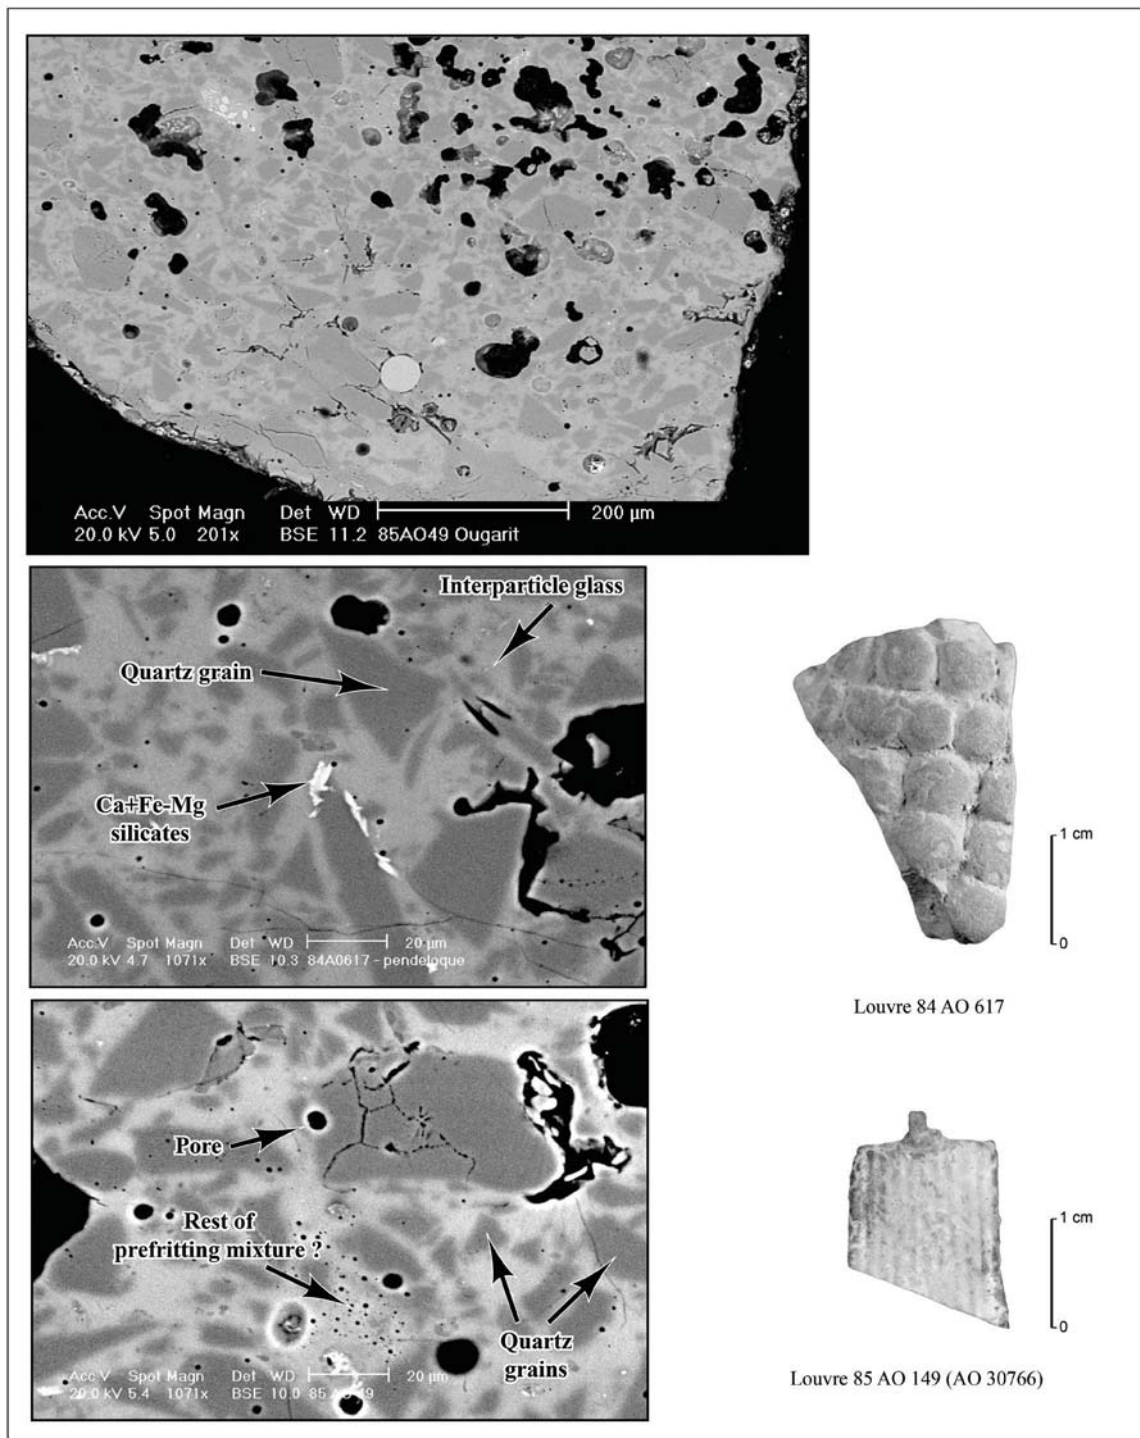 Acc.V Spot Magn Det WD 200 µm
20.0 kV 5.0 201x BSE 11.2 85AO49 Ougarit
Interparticle glass
Quartz grain
Ca+Fe-Mg
silicates
Acc.V Spot Magn Det WD 20 µm
20.0 kV 4.7 1071x BSE 10.3 84A0617 - pendeloque
1 cm
0
Louvre 84 AO 617
Pore
Rest of
prefritting mixture ?
Quartz
grains
Acc.V Spot Magn Det WD 20 µm
20.0 kV 5.4 1071x BSE 10.0 85
1 cm
0
Louvre 85 AO 149 (AO 30766)